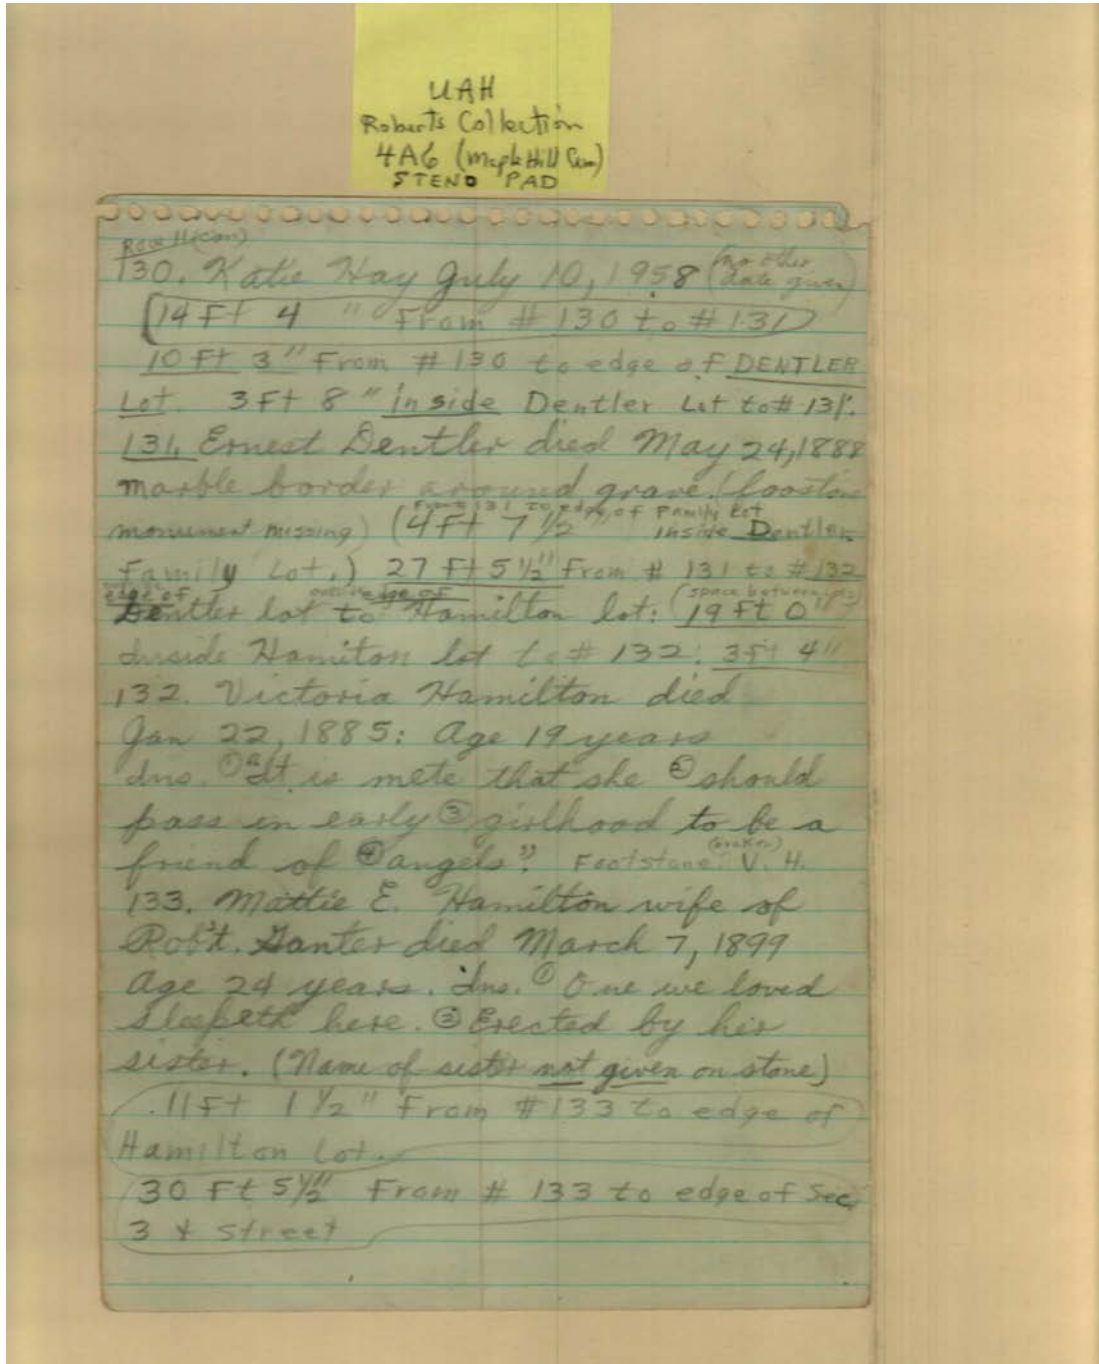 UAH
Roberts Collection
4A6 (Maple Hill Cem)
STENO PAD
Row 11 (con)
130. Katie Hay July 10, 1958 (no other date given)
14 Ft 4 " From # 130 to # 131
10 Ft 3" From # 130 to edge of DENTLER
Lot. 3 Ft 8" inside Dentler Lot to # 131.
131. Ernest Dentler died May 24, 1888
marble border around grave. (footstone
monument missing) (4 Ft 7 1/2 From # 131 to edge of Family Lot inside Dentler
Family Lot.) 27 Ft 5 1/2" From # 131 to # 132
edge of Dentler lot to outside edge of Hamilton lot: 19 Ft 0" (space between lots)
Inside Hamiton lot to # 132: 3 Ft 4"
132. Victoria Hamilton died
Jan 22, 1885: Age 19 years
Ins. ① "It is mete that she ② should
pass in early ③ girlhood to be a
friend of ④ angels". Footstone: (broken) V. H.
133. Mattie E. Hamilton wife of
Rob't. Ganter died March 7, 1899
Age 24 years. Ins. ① One we loved
sleepeth here. ② Erected by her
sister. (Name of sister not given on stone)
11 Ft 1 1/2" From # 133 to edge of
Hamilton Lot.
30 Ft 5 1/2" From # 133 to edge of Sec.
3 & Street